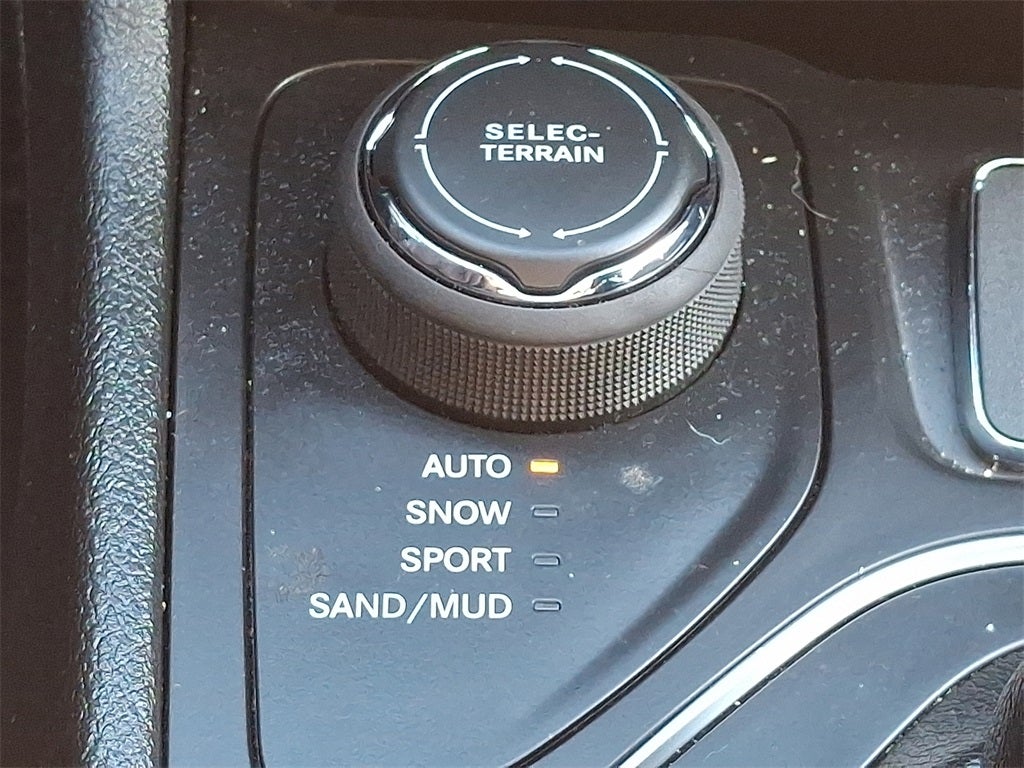 SELEC-
TERRAIN
AUTO
SNOW
SPORT
SAND/MUD